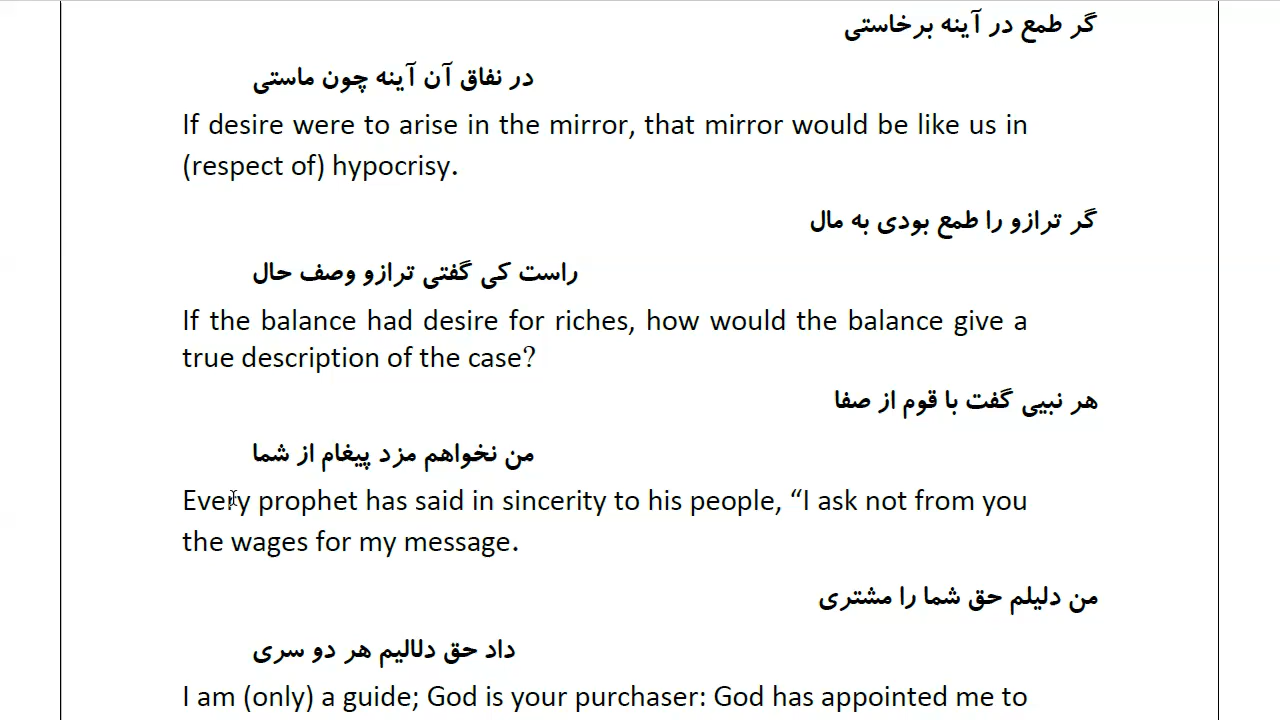 گر طمع در آینه برخاستی
در نفاق آن آینه چون ماستی
If desire were to arise in the mirror, that mirror would be like us in
(respect of) hypocrisy.
گر ترازو را طمع بودی به مال
راست کی گفتی ترازو وصف حال
If the balance had desire for riches, how would the balance give a
true description of the case?
هر نبیی گفت با قوم از صفا
من نخواهم مزد پیغام از شما
Every prophet has said in sincerity to his people, “I ask not from you
the wages for my message.
من دلیلم حق شما را مشتری
داد حق دلالیم هر دو سری
I am (only) a guide; God is your purchaser: God has appointed me to